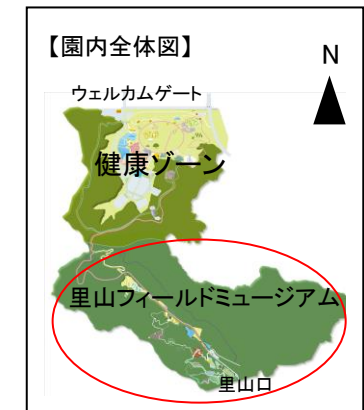 【園内全体図】
N
ウェルカムゲート
健康ゾーン
里山フィールドミュージアム
里山口